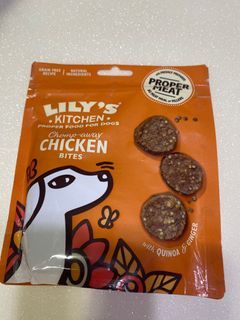 GRAIN FREE
RECIPE
NATURAL
INGREDIENTS
PROPER
MEAT
LILY'S
KITCHEN
PROPER FOOD FOR DOGS
Chomp-away
CHICKEN
BITES
with QUINOA & GINGER